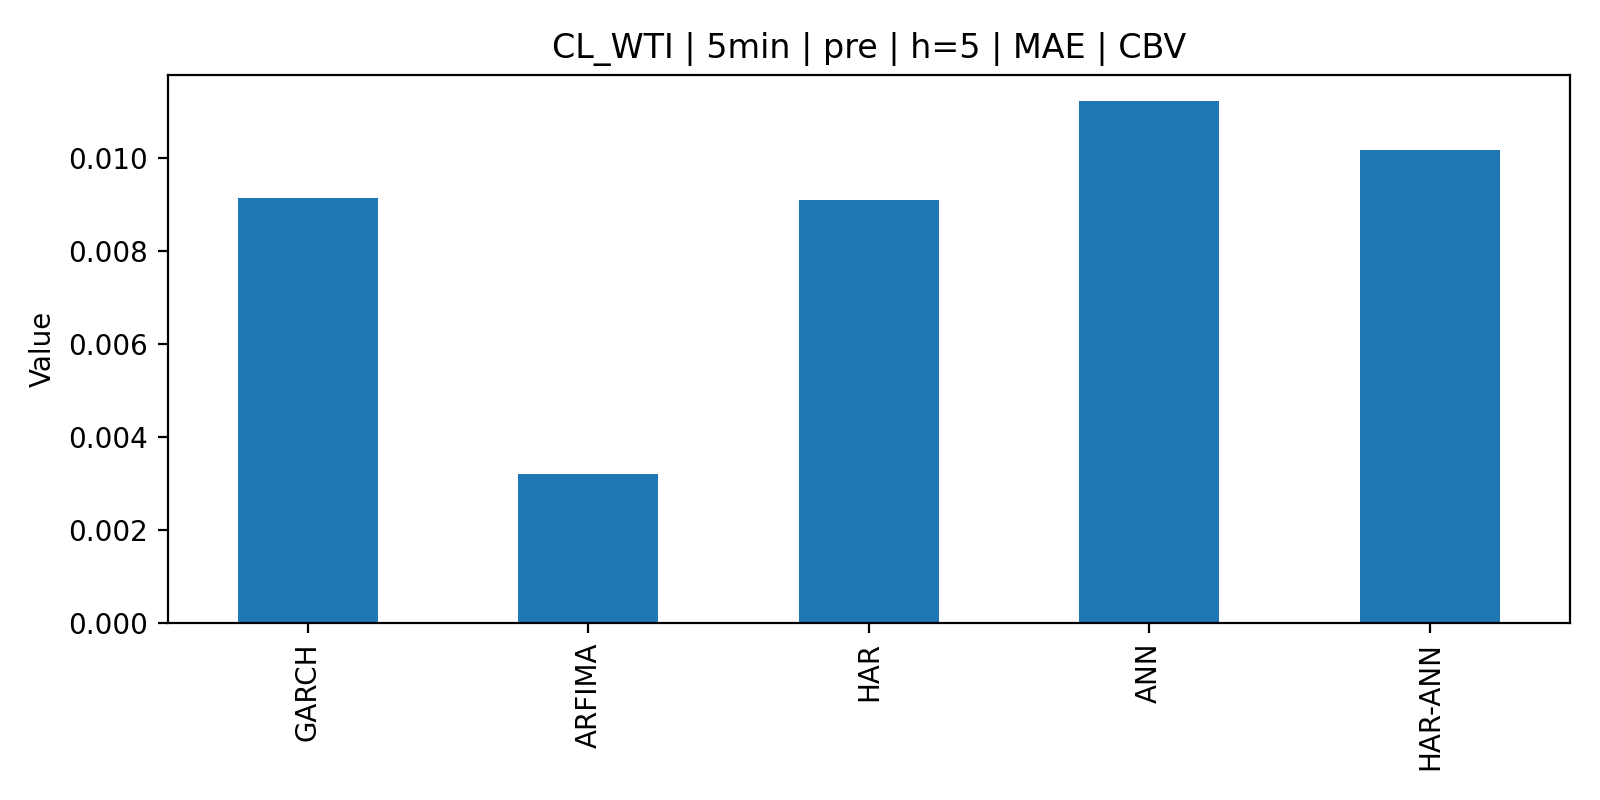 CL_WTI | 5min | pre | h=5 | MAE | CBV
Value
0.010
0.008
0.006
0.004
0.002
0.000
GARCH
ARFIMA
HAR
ANN
HAR-ANN